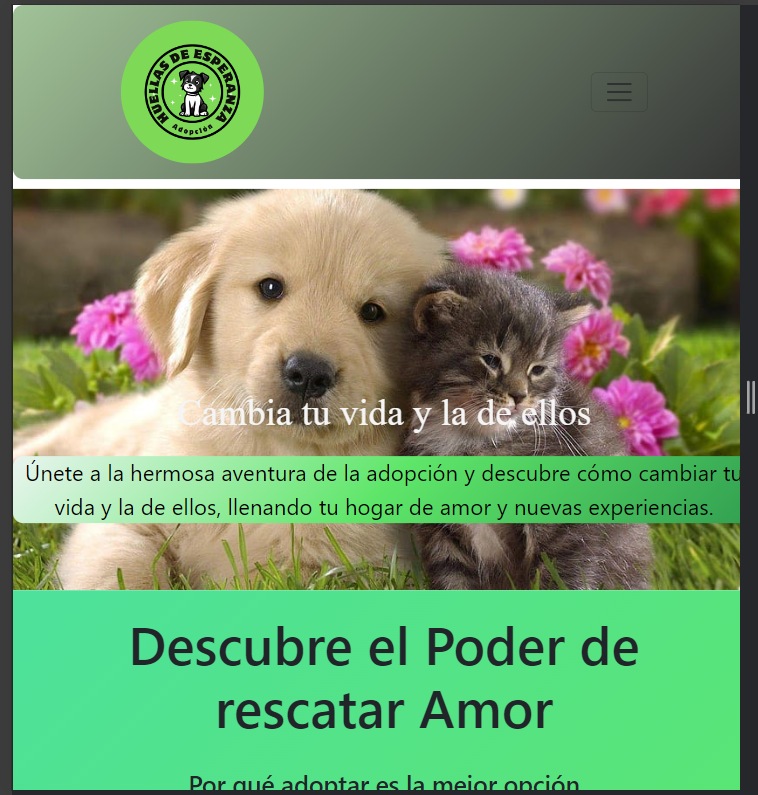 HUELLAS DE ESPERANZA
Adopción
Cambia tu vida y la de ellos
Únete a la hermosa aventura de la adopción y descubre cómo cambiar tu
vida y la de ellos, llenando tu hogar de amor y nuevas experiencias.
Descubre el Poder de
rescatar Amor
Por qué adoptar es la mejor opción